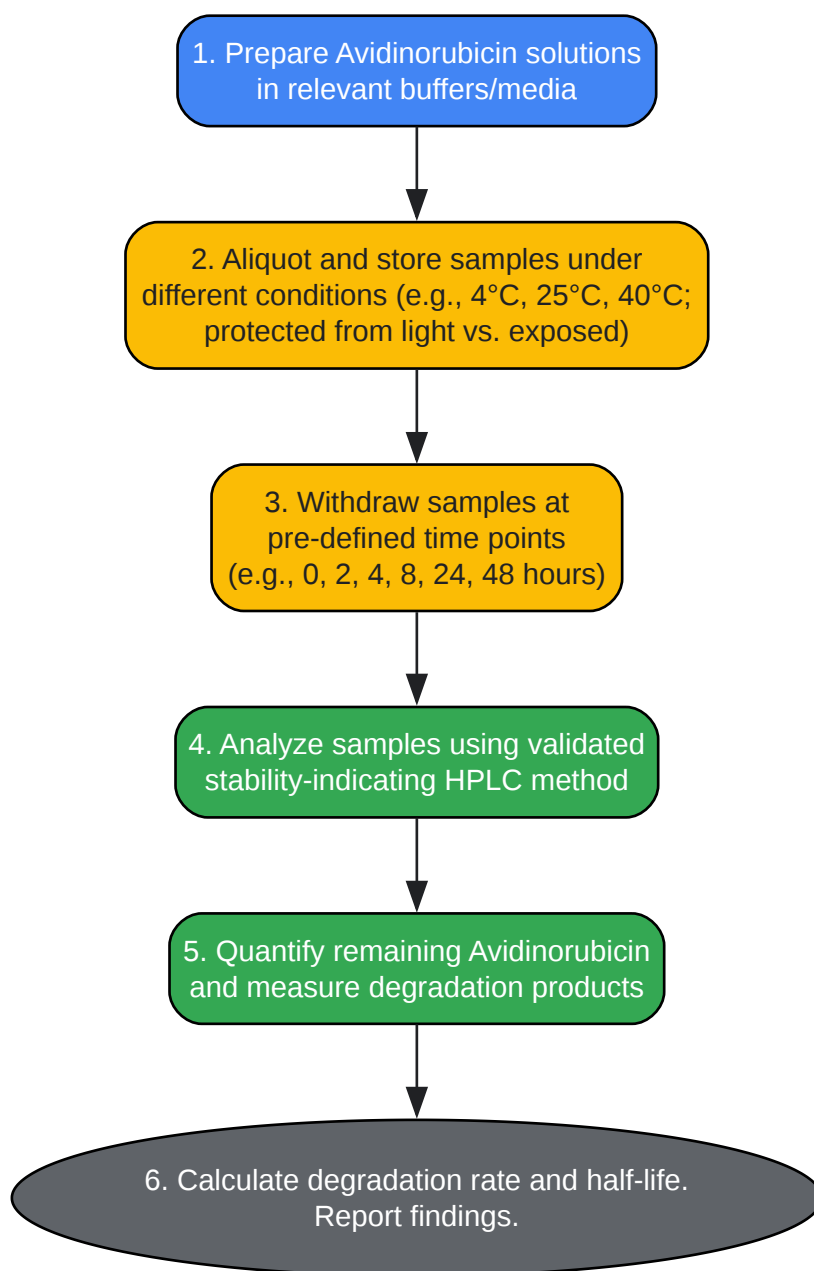 1. Prepare Avidinorubicin solutions
in relevant buffers/media
2. Aliquot and store samples under
different conditions (e.g., 4°C, 25°C, 40°C;
protected from light vs. exposed)
3. Withdraw samples at
pre-defined time points
(e.g., 0, 2, 4, 8, 24, 48 hours)
4. Analyze samples using validated
stability-indicating HPLC method
5. Quantify remaining Avidinorubicin
and measure degradation products
6. Calculate degradation rate and half-life.
Report findings.